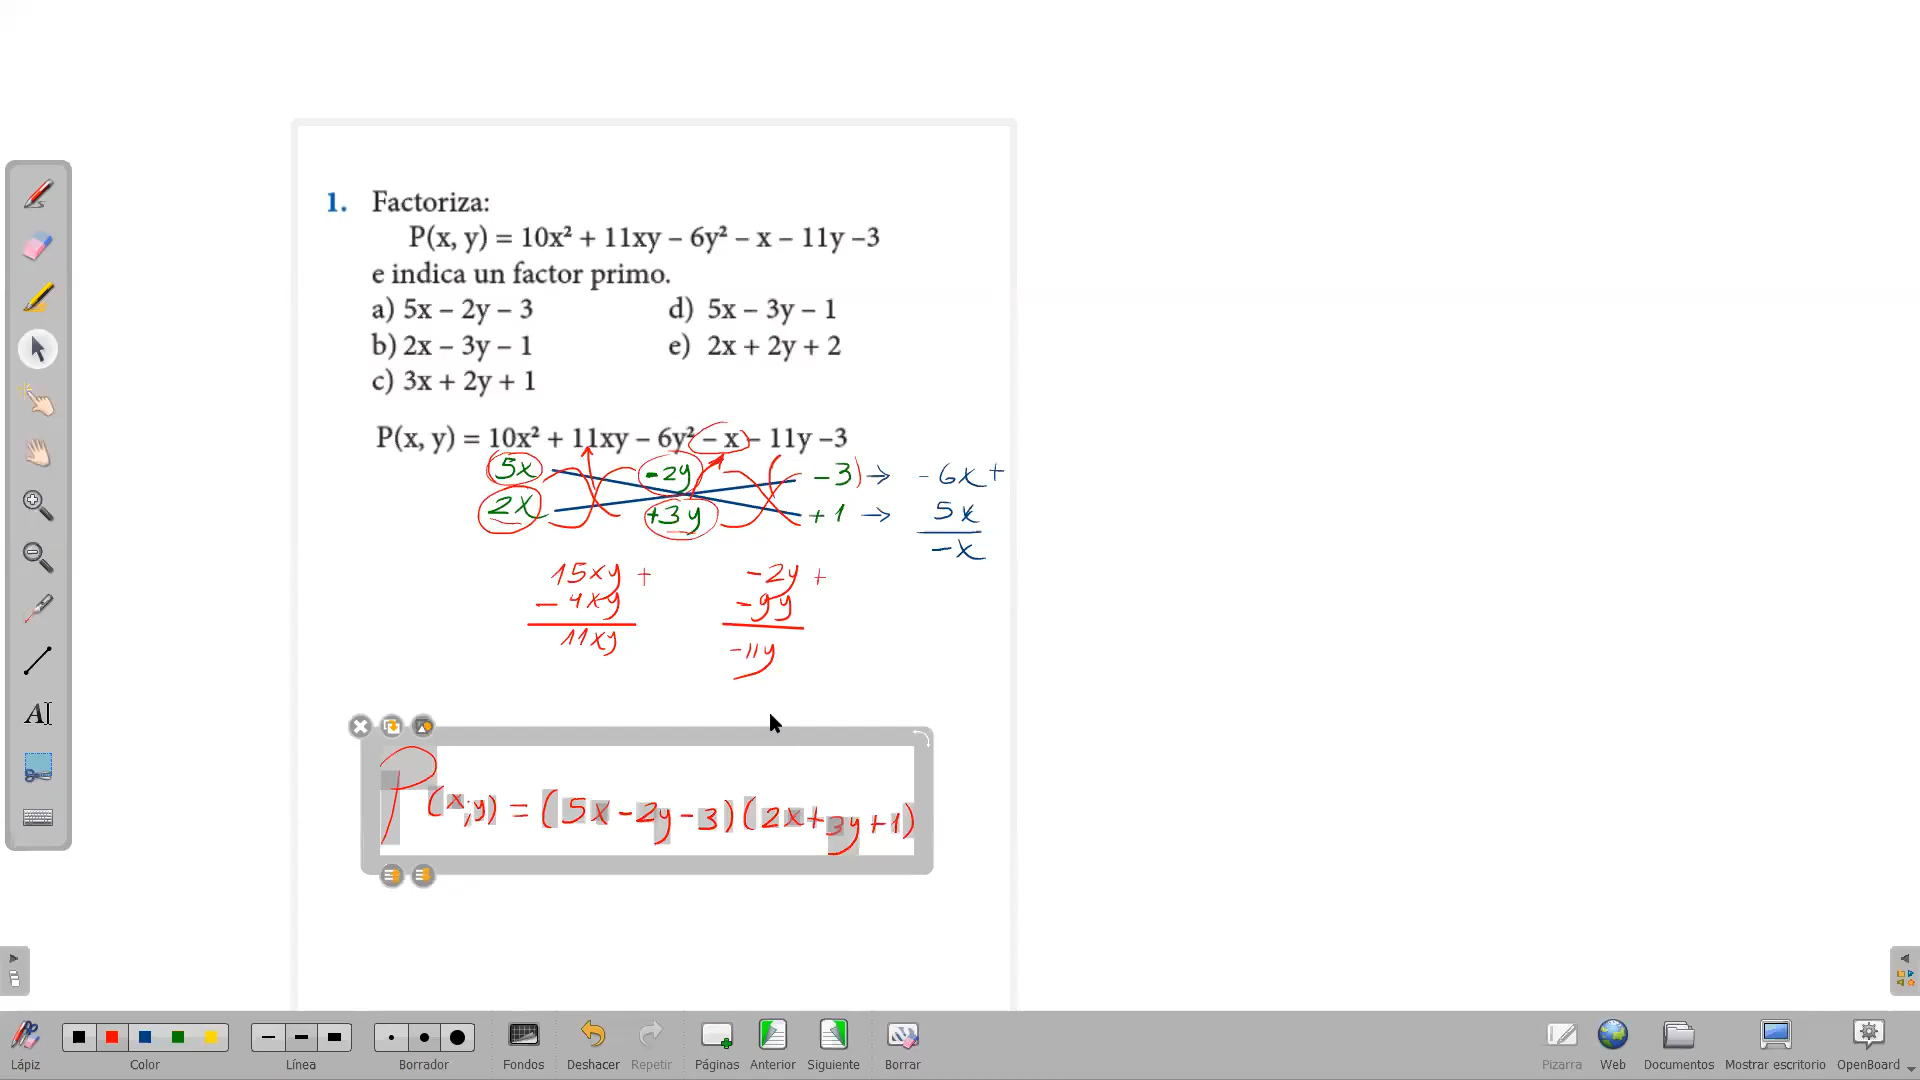 1. Factoriza:
P(x, y) = 10x² + 11xy – 6y² – x – 11y –3
e indica un factor primo.
a) 5x – 2y – 3 d) 5x – 3y – 1
b) 2x – 3y – 1 e) 2x + 2y + 2
c) 3x + 2y + 1
P(x, y) = 10x² + 11xy – 6y² – x – 11y –3
5x -2y - 3 → - 6x +
2x +3y + 1 → 5x
-x
15xy + -2y +
- 4xy -9y
11xy -11y
P(x;y) = (5x-2y-3)(2x+3y+1)
Lápiz Color Línea Borrador Fondos Deshacer Repetir Páginas Anterior Siguiente Borrar Pizarra Web Documentos Mostrar escritorio OpenBoard